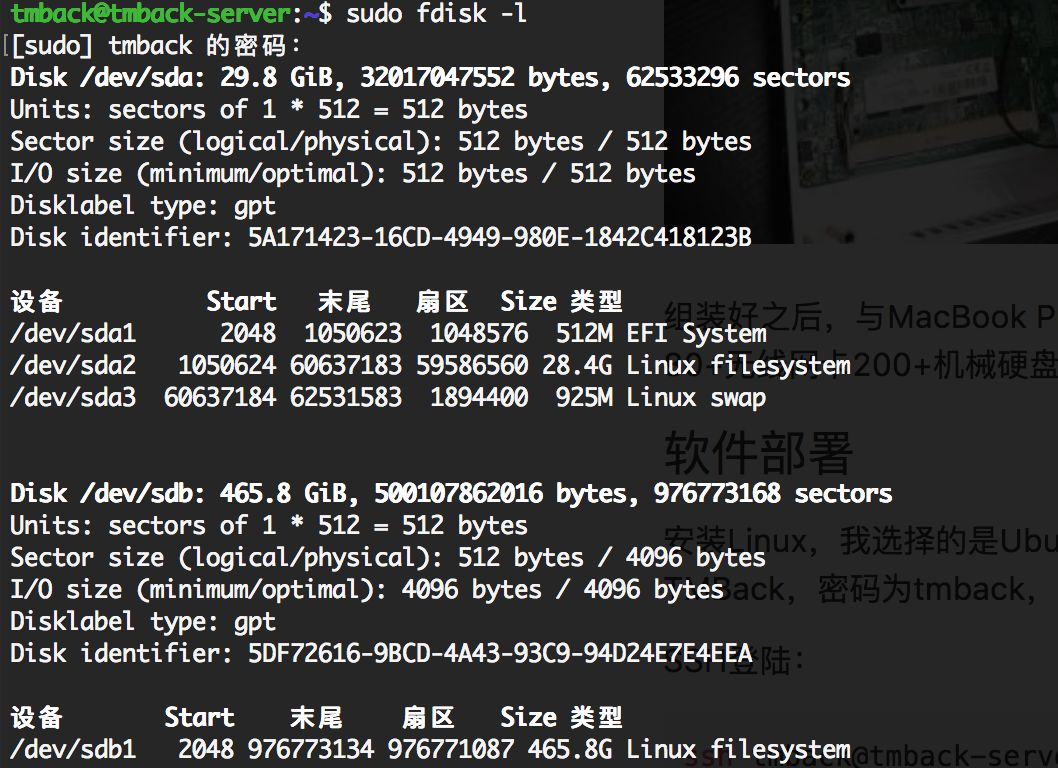 tmback@tmback-server:~$ sudo fdisk -l
[[sudo] tmback 的密码:
Disk /dev/sda: 29.8 GiB, 32017047552 bytes, 62533296 sectors
Units: sectors of 1 * 512 = 512 bytes
Sector size (logical/physical): 512 bytes / 512 bytes
I/O size (minimum/optimal): 512 bytes / 512 bytes
Disklabel type: gpt
Disk identifier: 5A171423-16CD-4949-980E-1842C418123B
设备 Start 末尾 扇区 Size 类型
/dev/sda1 2048 1050623 1048576 512M EFI System
/dev/sda2 1050624 60637183 59586560 28.4G Linux filesystem
/dev/sda3 60637184 62531583 1894400 925M Linux swap
Disk /dev/sdb: 465.8 GiB, 500107862016 bytes, 976773168 sectors
Units: sectors of 1 * 512 = 512 bytes
Sector size (logical/physical): 512 bytes / 4096 bytes
I/O size (minimum/optimal): 4096 bytes / 4096 bytes
Disklabel type: gpt
Disk identifier: 5DF72616-9BCD-4A43-93C9-94D24E7E4EEA
设备 Start 末尾 扇区 Size 类型
/dev/sdb1 2048 976773134 976771087 465.8G Linux filesystem
组装好之后，与MacBook P
200+机械硬盘
软件部署
安装Linux，我选择的是Ubu
TMBack，密码为tmback，
SSH登陆：
ssh tmback@tmback-serv